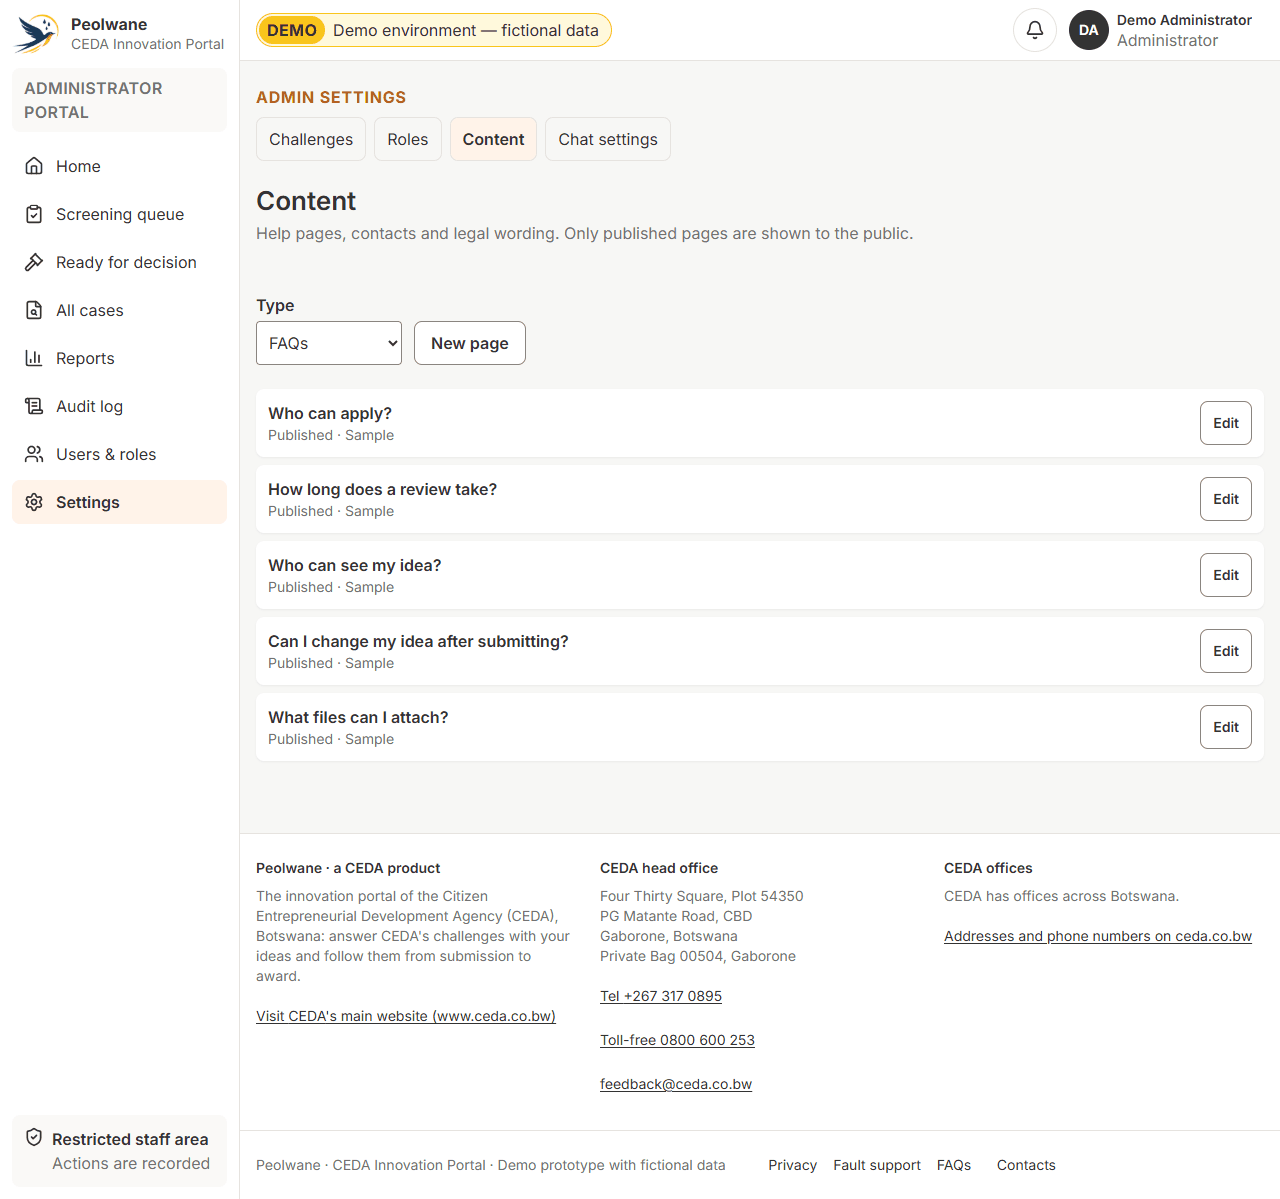 Peolwane
CEDA Innovation Portal
ADMINISTRATOR
PORTAL
Home
Screening queue
Ready for decision
All cases
Reports
Audit log
Users & roles
Settings
Restricted staff area
Actions are recorded
DEMO Demo environment — fictional data
DA
Demo Administrator
Administrator
ADMIN SETTINGS
Challenges
Roles
Content
Chat settings
Content
Help pages, contacts and legal wording. Only published pages are shown to the public.
Type
FAQs
New page
Who can apply?
Published · Sample
Edit
How long does a review take?
Published · Sample
Edit
Who can see my idea?
Published · Sample
Edit
Can I change my idea after submitting?
Published · Sample
Edit
What files can I attach?
Published · Sample
Edit
Peolwane · a CEDA product
The innovation portal of the Citizen
Entrepreneurial Development Agency (CEDA),
Botswana: answer CEDA's challenges with your
ideas and follow them from submission to
award.
Visit CEDA's main website (www.ceda.co.bw)
CEDA head office
Four Thirty Square, Plot 54350
PG Matante Road, CBD
Gaborone, Botswana
Private Bag 00504, Gaborone
Tel +267 317 0895
Toll-free 0800 600 253
feedback@ceda.co.bw
CEDA offices
CEDA has offices across Botswana.
Addresses and phone numbers on ceda.co.bw
Peolwane · CEDA Innovation Portal · Demo prototype with fictional data
Privacy
Fault support
FAQs
Contacts